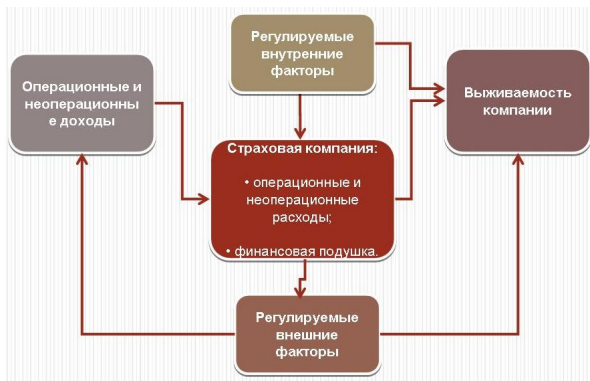 Регулируемые
внутренние
факторы
Операционные и
неоперационны
е доходы
Выживаемость
компании
Страховая компания:
• операционные и
неоперационные
расходы;
• финансовая подушка.
Регулируемые
внешние
факторы